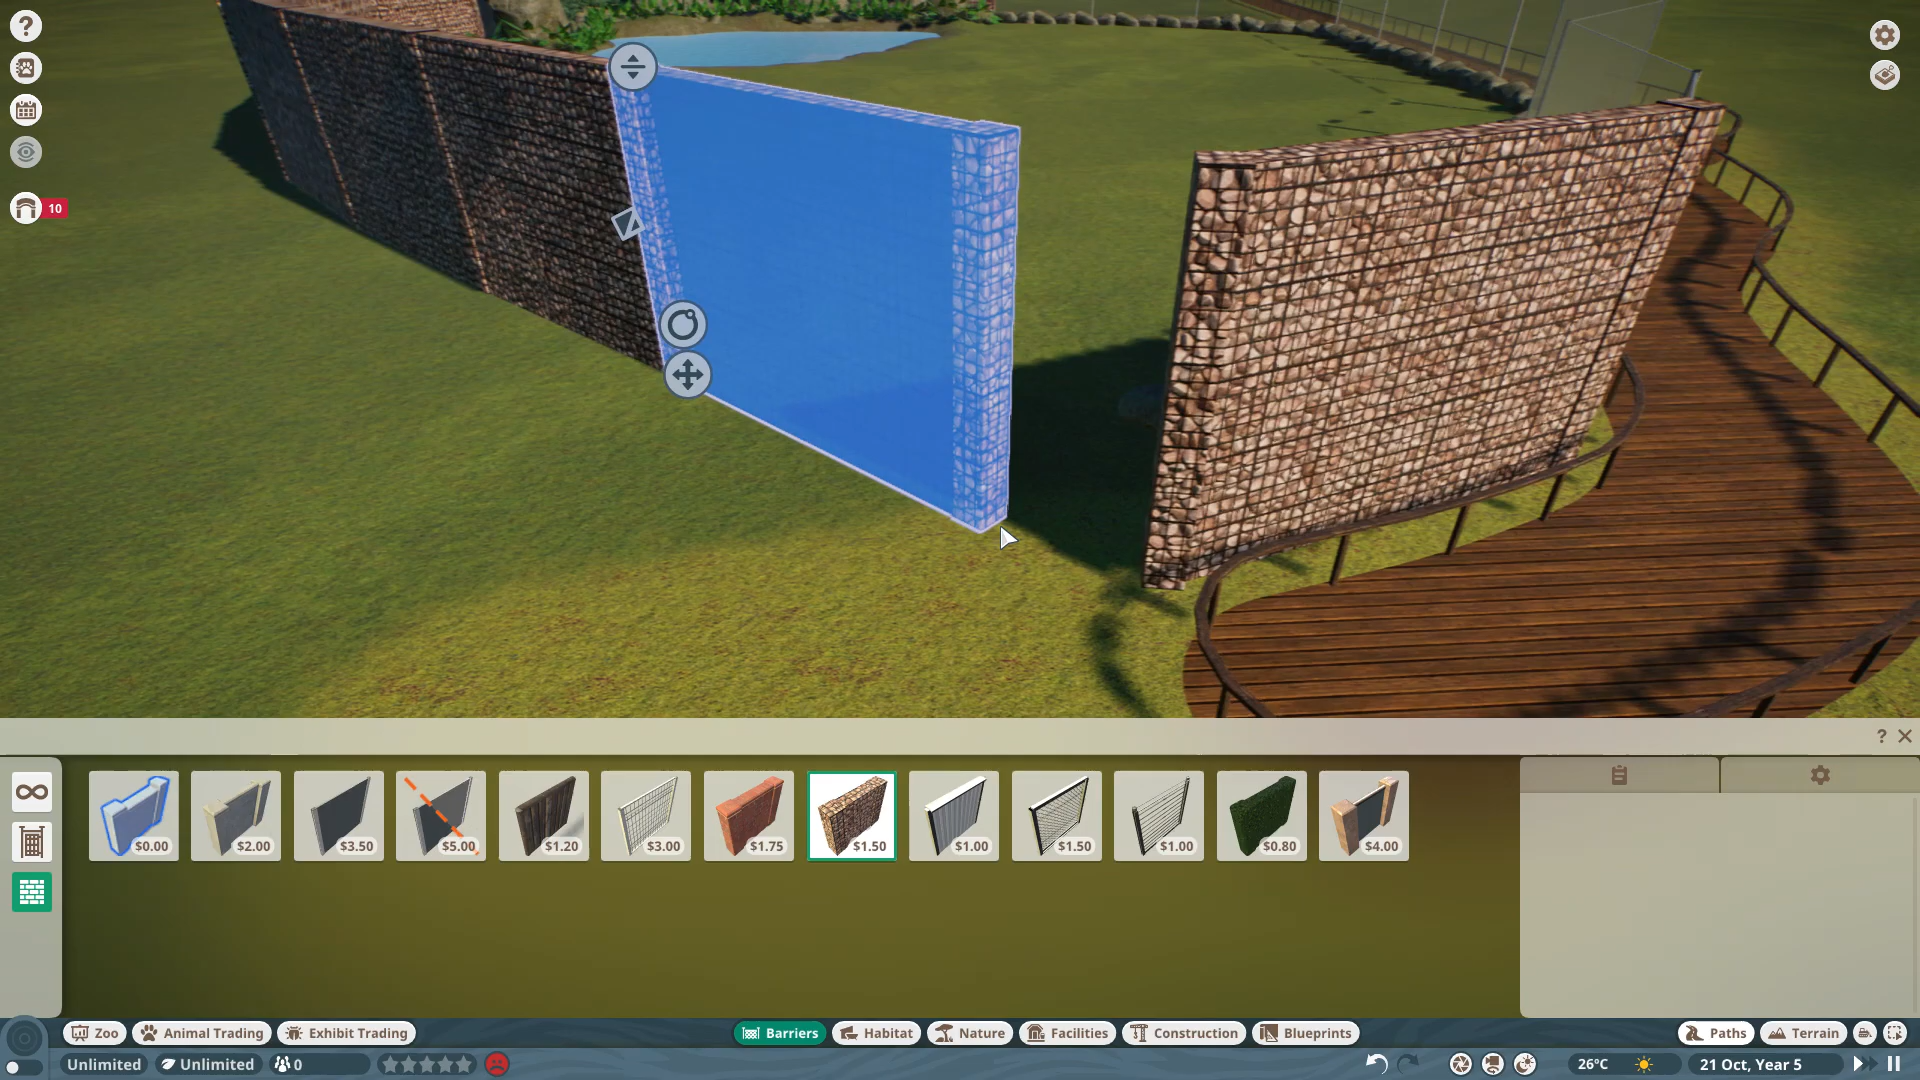 ?
10
? ×
$0.00 $2.00 $3.50 $5.00 $1.20 $3.00 $1.75 $1.50 $1.00 $1.50 $1.00 $0.80 $4.00
Zoo Animal Trading Exhibit Trading Barriers Habitat Nature Facilities Construction Blueprints Paths Terrain
Unlimited Unlimited 0 26°C 21 Oct, Year 5